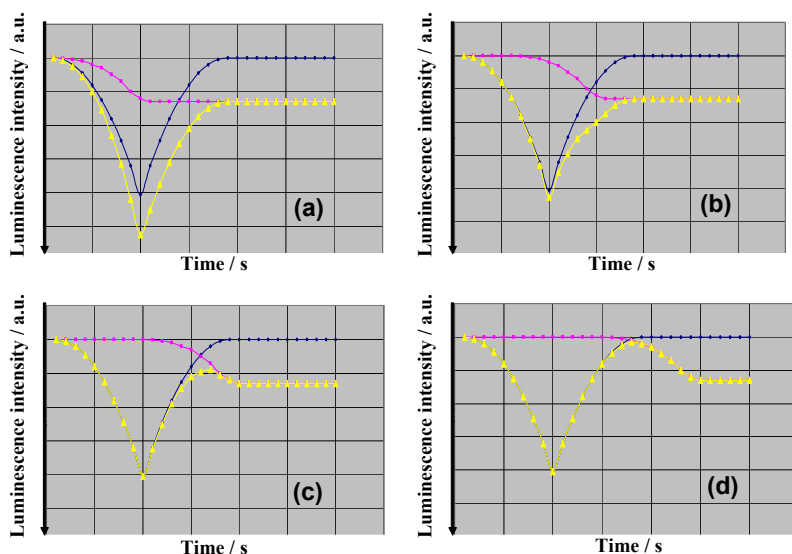 Luminescence intensity / a.u.
(a)
Time / s
Luminescence intensity / a.u.
(b)
Time / s
Luminescence intensity / a.u.
(c)
Time / s
Luminescence intensity / a.u.
(d)
Time / s